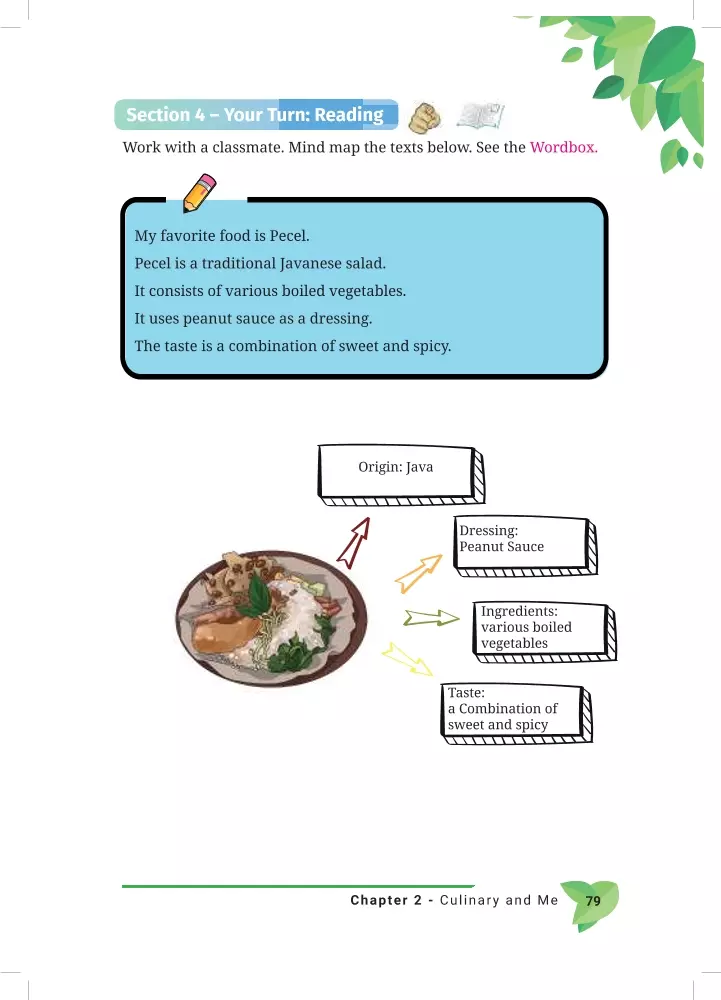 Section 4 – Your Turn: Reading
Work with a classmate. Mind map the texts below. See the Wordbox.
My favorite food is Pecel.
Pecel is a traditional Javanese salad.
It consists of various boiled vegetables.
It uses peanut sauce as a dressing.
The taste is a combination of sweet and spicy.
Origin: Java
Dressing:
Peanut Sauce
Ingredients:
various boiled
vegetables
Taste:
a Combination of
sweet and spicy
Chapter 2 - Culinary and Me 79